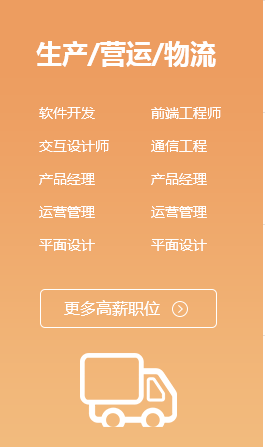 生产/营运/物流
软件开发 前端工程师
交互设计师 通信工程
产品经理 产品经理
运营管理 运营管理
平面设计 平面设计
更多高薪职位